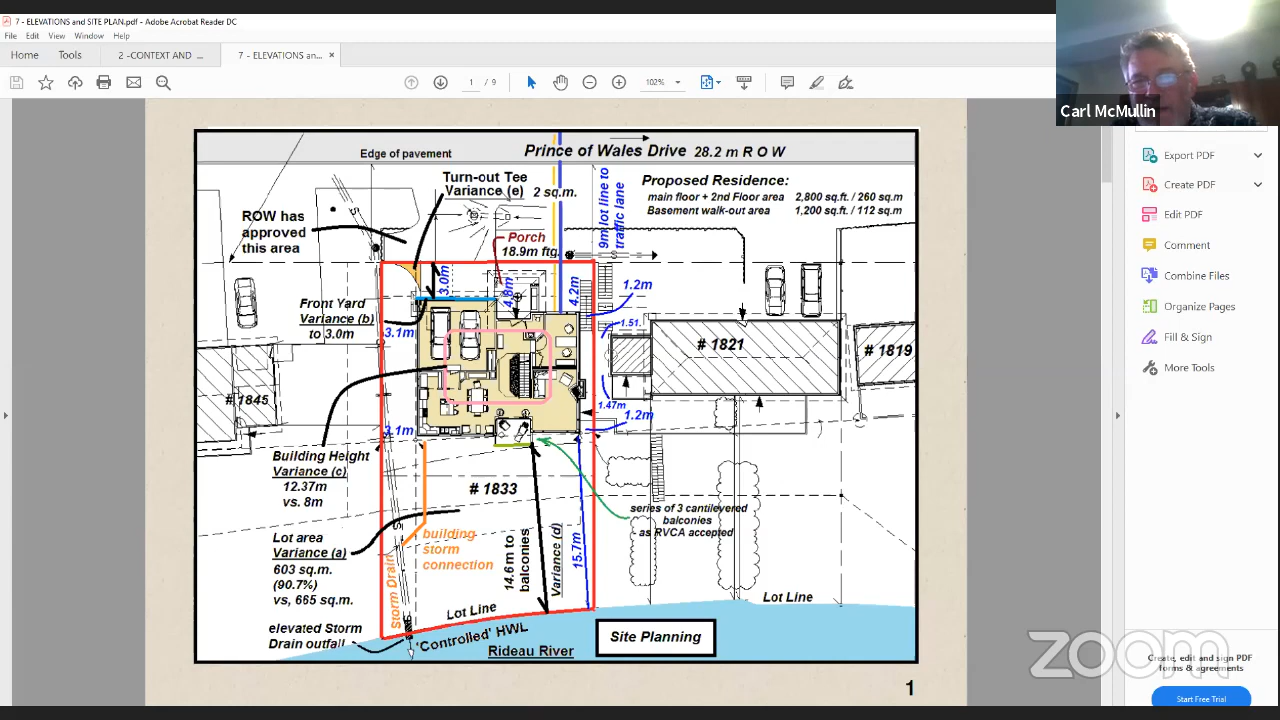 7 - ELEVATIONS and SITE PLAN.pdf - Adobe Acrobat Reader DC
File Edit View Window Help
Home Tools 2 -CONTEXT AND ... 7 - ELEVATIONS an... ×
1 / 9 102%
Carl McMullin
Export PDF
Create PDF
Edit PDF
Comment
Combine Files
Organize Pages
Fill & Sign
More Tools
Edge of pavement
Prince of Wales Drive 28.2 m R O W
Turn-out Tee
Variance (e) 2 sq.m.
ROW has
approved
this area
9m lot line to
traffic lane
Proposed Residence:
main floor + 2nd Floor area 2,800 sq.ft. / 260 sq.m
Basement walk-out area 1,200 sq.ft. / 112 sq.m
Porch
18.9m ftg.
3.0m
4.8m
4.2m
1.2m
Front Yard
Variance (b)
to 3.0m
3.1m
1.51.
# 1821
# 1819
# 1845
1.47m
1.2m
3.1m
Building Height
Variance (c)
12.37m
vs. 8m
# 1833
series of 3 cantilevered
balconies
as RVCA accepted
Lot area
Variance (a)
603 sq.m.
(90.7%)
vs, 665 sq.m.
building
storm
connection
14.6 m to
balconies
Variance (d)
15.7m
Storm Drain
S
S
S
Lot Line
Lot Line
elevated Storm
Drain outfall
'Controlled' HWL
Rideau River
Site Planning
1
zoom
Create, edit and sign PDF
forms & agreements
Start Free Trial